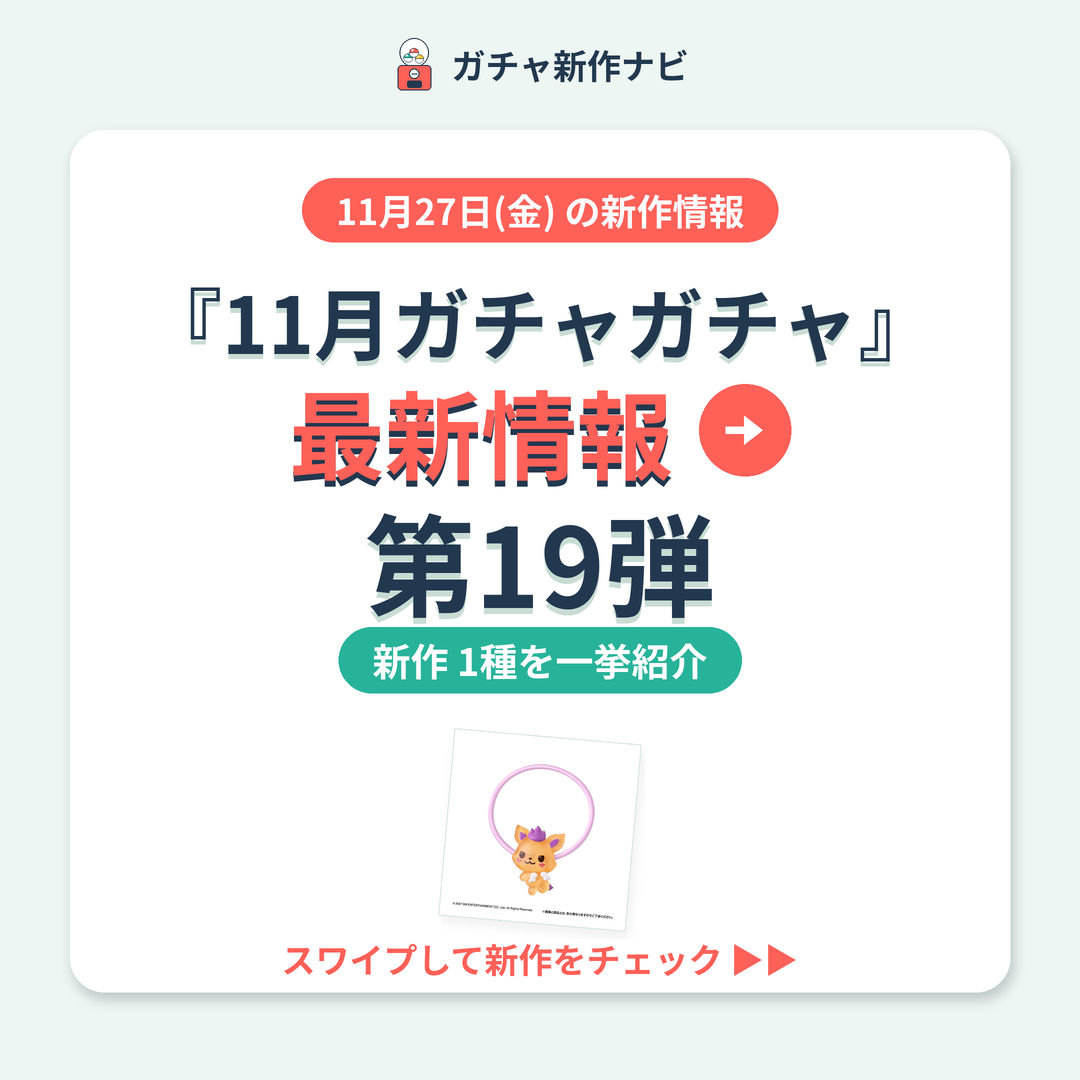 ガチャ新作ナビ
11月27日(金) の新作情報
『11月ガチャガチャ』
最新情報
第19弾
新作 1種を一挙紹介
スワイプして新作をチェック ▶▶